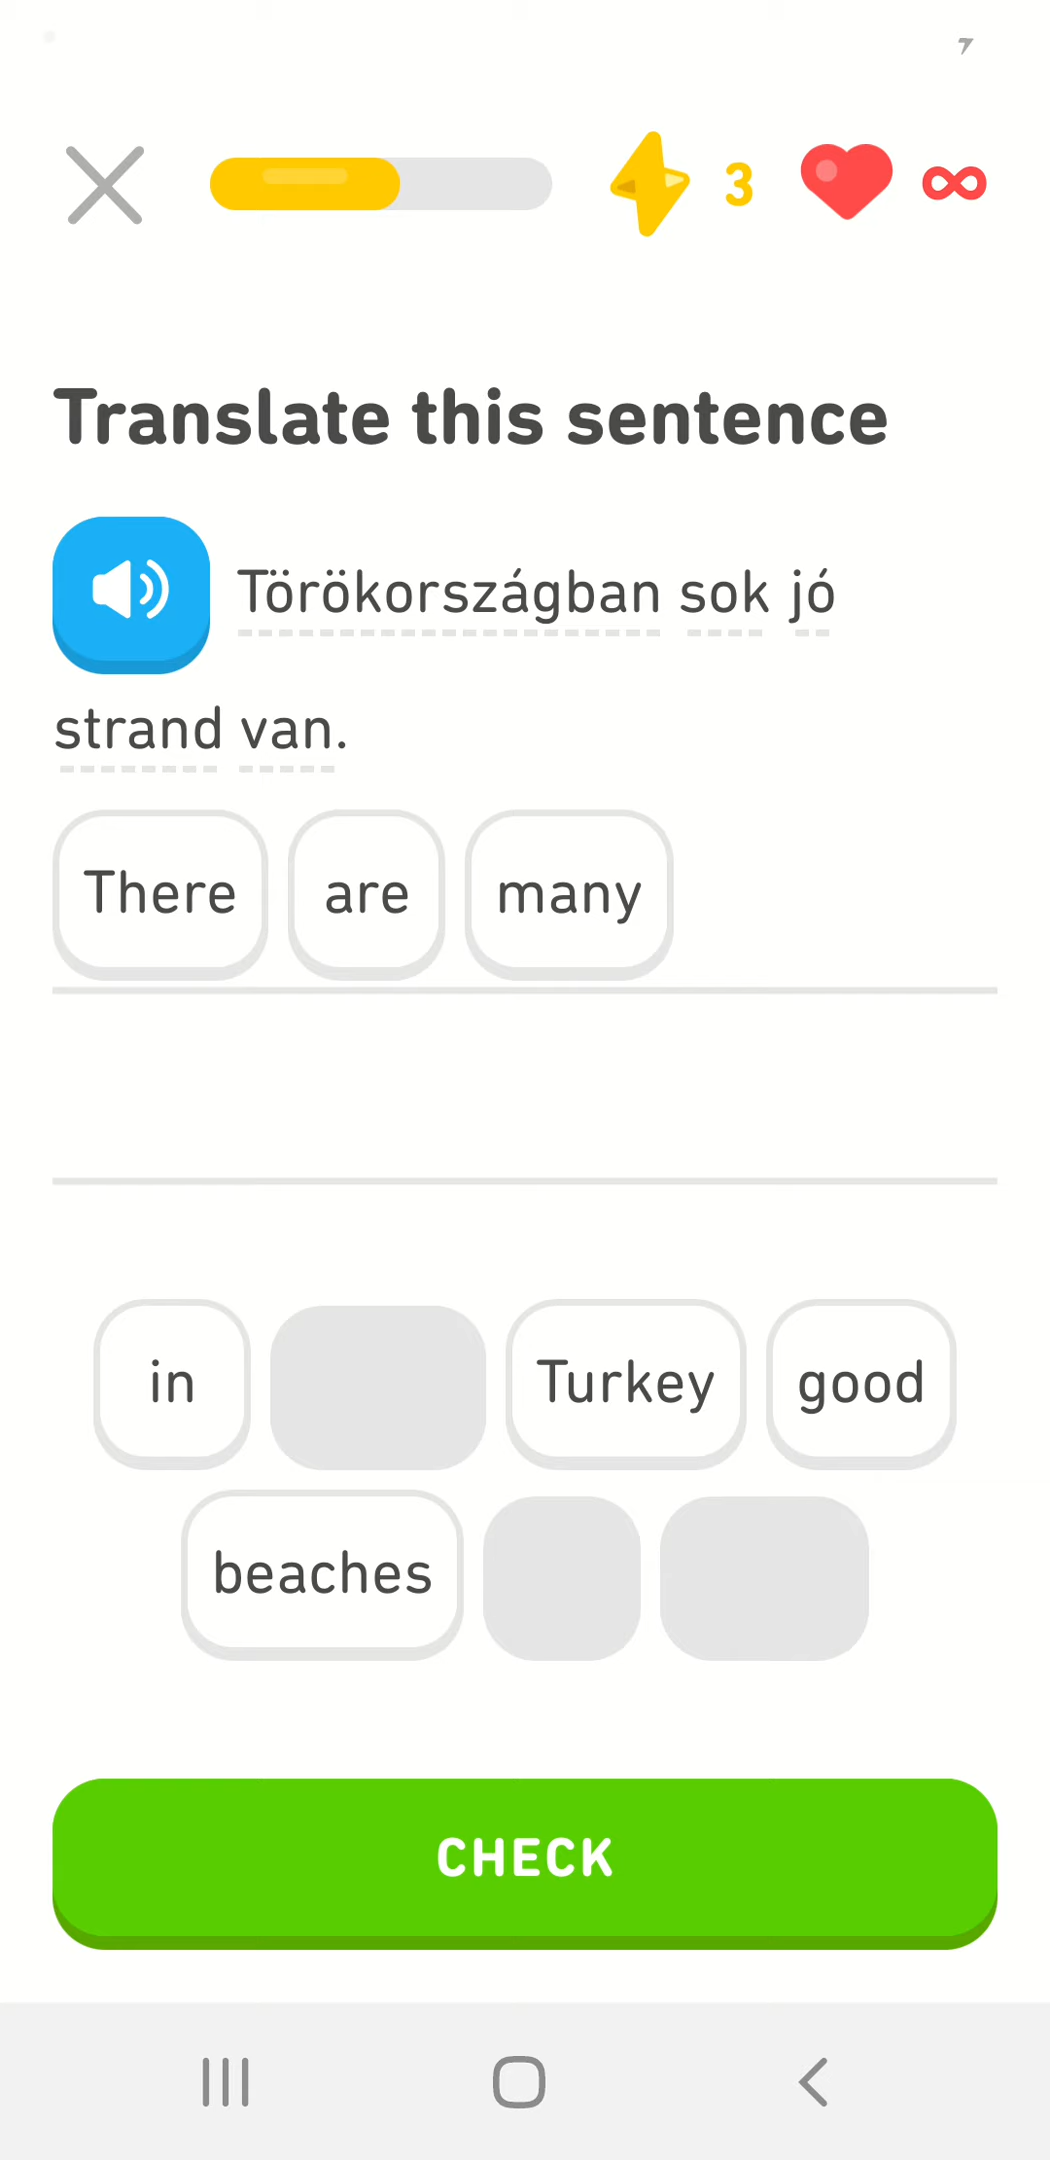 3
Translate this sentence
Törökországban sok jó
strand van.
There are many
in Turkey good
beaches
CHECK